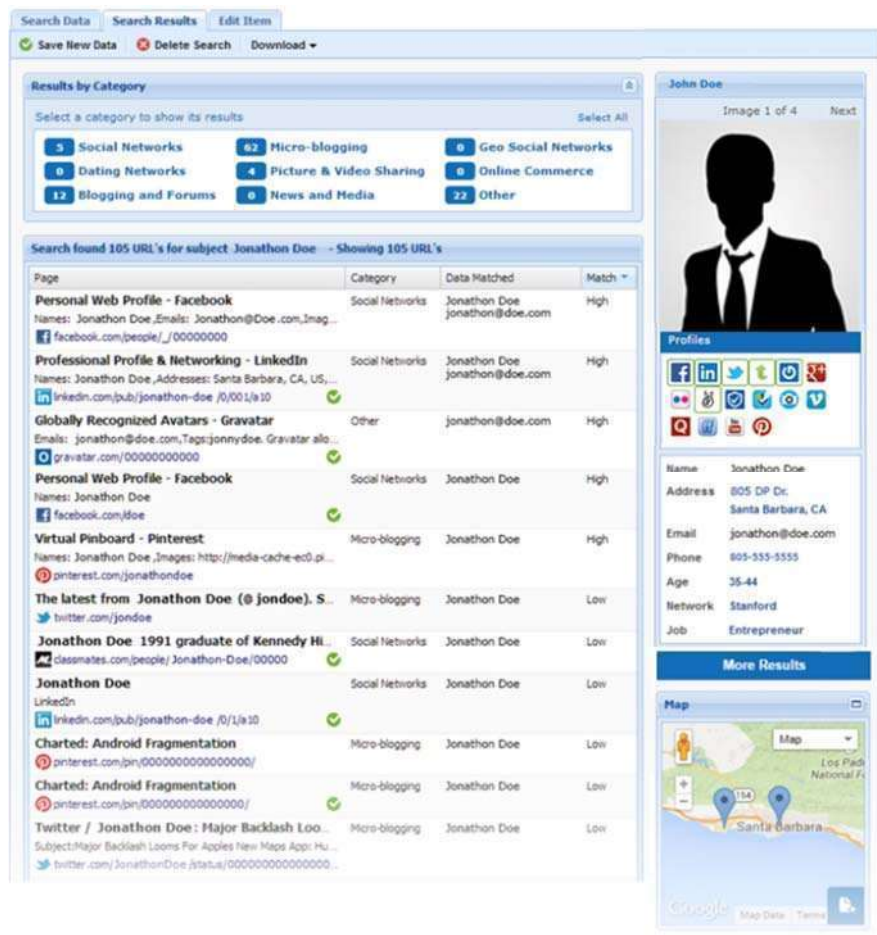 Search Data Search Results Edit Item
Save New Data Delete Search Download
Results by Category
Select a category to show its results Select All
5 Social Networks 62 Micro-blogging 0 Geo Social Networks
0 Dating Networks 4 Picture & Video Sharing 0 Online Commerce
12 Blogging and Forums 0 News and Media 22 Other
Search found 105 URL's for subject Jonathon Doe - Showing 105 URL's
Page Category Data Matched Match
Personal Web Profile - Facebook Social Networks Jonathon Doe High
Names: Jonathon Doe ,Emails: Jonathon@Doe.com,Imag... jonathon@doe.com
facebook.com/people/_/00000000
Professional Profile & Networking - LinkedIn Social Networks Jonathon Doe High
Names: Jonathon Doe ,Addresses: Santa Barbara, CA, US,... jonathon@doe.com
linkedin.com/pub/jonathon-doe /0/001/a10
Globally Recognized Avatars - Gravatar Other jonathon@doe.com High
Emails: jonathon@doe.com,Tags:jonnydoe. Gravatar allo...
gravatar.com/00000000000
Personal Web Profile - Facebook Social Networks Jonathon Doe High
Names: Jonathon Doe
facebook.com/doe
Virtual Pinboard - Pinterest Micro-blogging Jonathon Doe High
Names: Jonathon Doe ,Images: http://media-cache-ec0.pi...
pinterest.com/jonathondoe
The latest from Jonathon Doe (@ jondoe). S... Micro-blogging Jonathon Doe Low
twitter.com/jondoe
Jonathon Doe 1991 graduate of Kennedy Hi... Social Networks Jonathon Doe Low
classmates.com/people/ Jonathon-Doe/00000
Jonathon Doe Social Networks Jonathon Doe Low
LinkedIn
linkedin.com/pub/jonathon-doe /0/1/a10
Charted: Android Fragmentation Micro-blogging Jonathon Doe Low
pinterest.com/pin/0000000000000000/
Charted: Android Fragmentation Micro-blogging Jonathon Doe Low
pinterest.com/pin/000000000000000/
Twitter / Jonathon Doe : Major Backlash Loo... Micro-blogging Jonathon Doe Low
Subject:Major Backlash Looms For Apples New Maps App: Hu...
twitter.com/JonathonDoe /status/000000000000000...
John Doe
Image 1 of 4 Next
Profiles
Name Jonathon Doe
Address 805 DP Dr.
Santa Barbara, CA
Email jonathon@doe.com
Phone 805-555-5555
Age 35-44
Network Stanford
Job Entrepreneur
More Results
Map
Map
Los Pad
National F
154
Santa Barbara
Google Map Data Terms